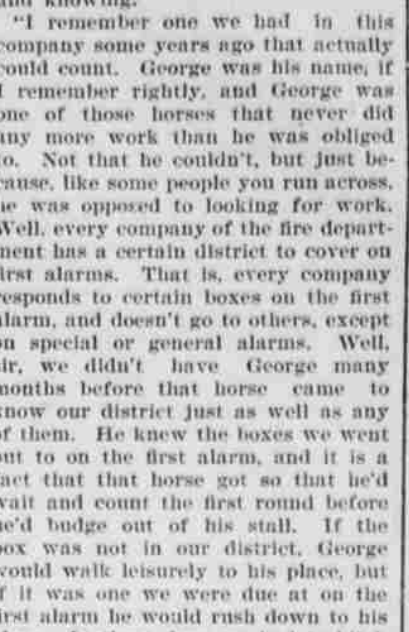 and knowing.
"I remember one we had in this
company some years ago that actually
could count. George was his name, if
I remember rightly, and George was
one of those horses that never did
any more work than he was obliged
to. Not that he couldn't, but just be-
cause, like some people you run across,
he was opposed to looking for work.
Well, every company of the fire depart-
ment has a certain district to cover on
first alarms. That is, every company
responds to certain boxes on the first
alarm, and doesn't go to others, except
on special or general alarms. Well,
sir, we didn't have George many
months before that horse came to
know our district just as well as any
of them. He knew the boxes we went
out to on the first alarm, and it is a
fact that that horse got so that he'd
wait and count the first round before
he'd budge out of his stall. If the
box was not in our district, George
would walk leisurely to his place, but
if it was one we were due at on the
first alarm he would rush down to his